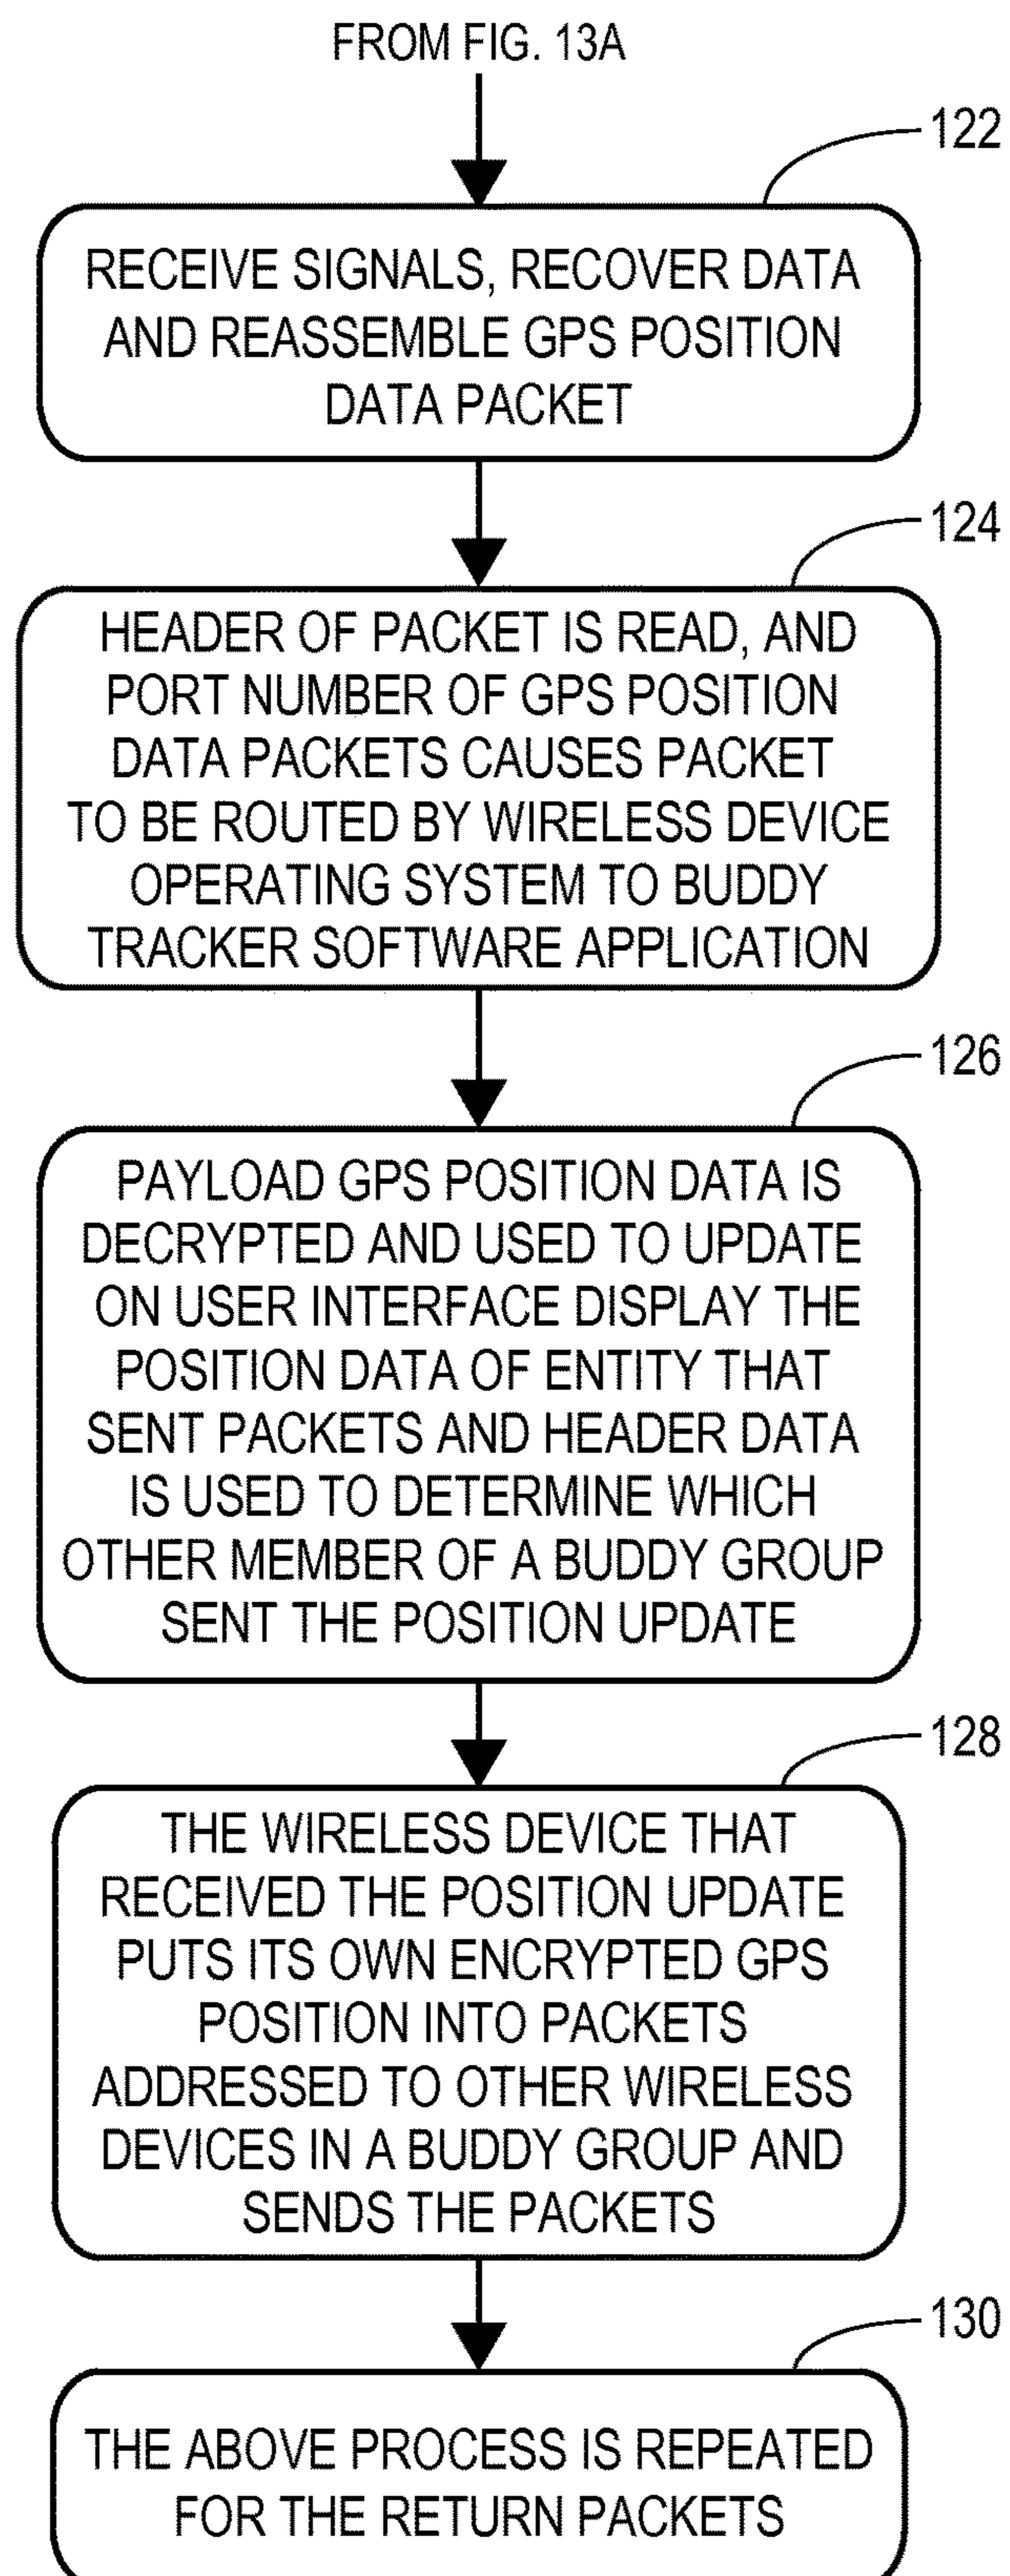 FROM FIG. 13A
122
RECEIVE SIGNALS, RECOVER DATA
AND REASSEMBLE GPS POSITION
DATA PACKET
124
HEADER OF PACKET IS READ, AND
PORT NUMBER OF GPS POSITION
DATA PACKETS CAUSES PACKET
TO BE ROUTED BY WIRELESS DEVICE
OPERATING SYSTEM TO BUDDY
TRACKER SOFTWARE APPLICATION
126
PAYLOAD GPS POSITION DATA IS
DECRYPTED AND USED TO UPDATE
ON USER INTERFACE DISPLAY THE
POSITION DATA OF ENTITY THAT
SENT PACKETS AND HEADER DATA
IS USED TO DETERMINE WHICH
OTHER MEMBER OF A BUDDY GROUP
SENT THE POSITION UPDATE
128
THE WIRELESS DEVICE THAT
RECEIVED THE POSITION UPDATE
PUTS ITS OWN ENCRYPTED GPS
POSITION INTO PACKETS
ADDRESSED TO OTHER WIRELESS
DEVICES IN A BUDDY GROUP AND
SENDS THE PACKETS
130
THE ABOVE PROCESS IS REPEATED
FOR THE RETURN PACKETS